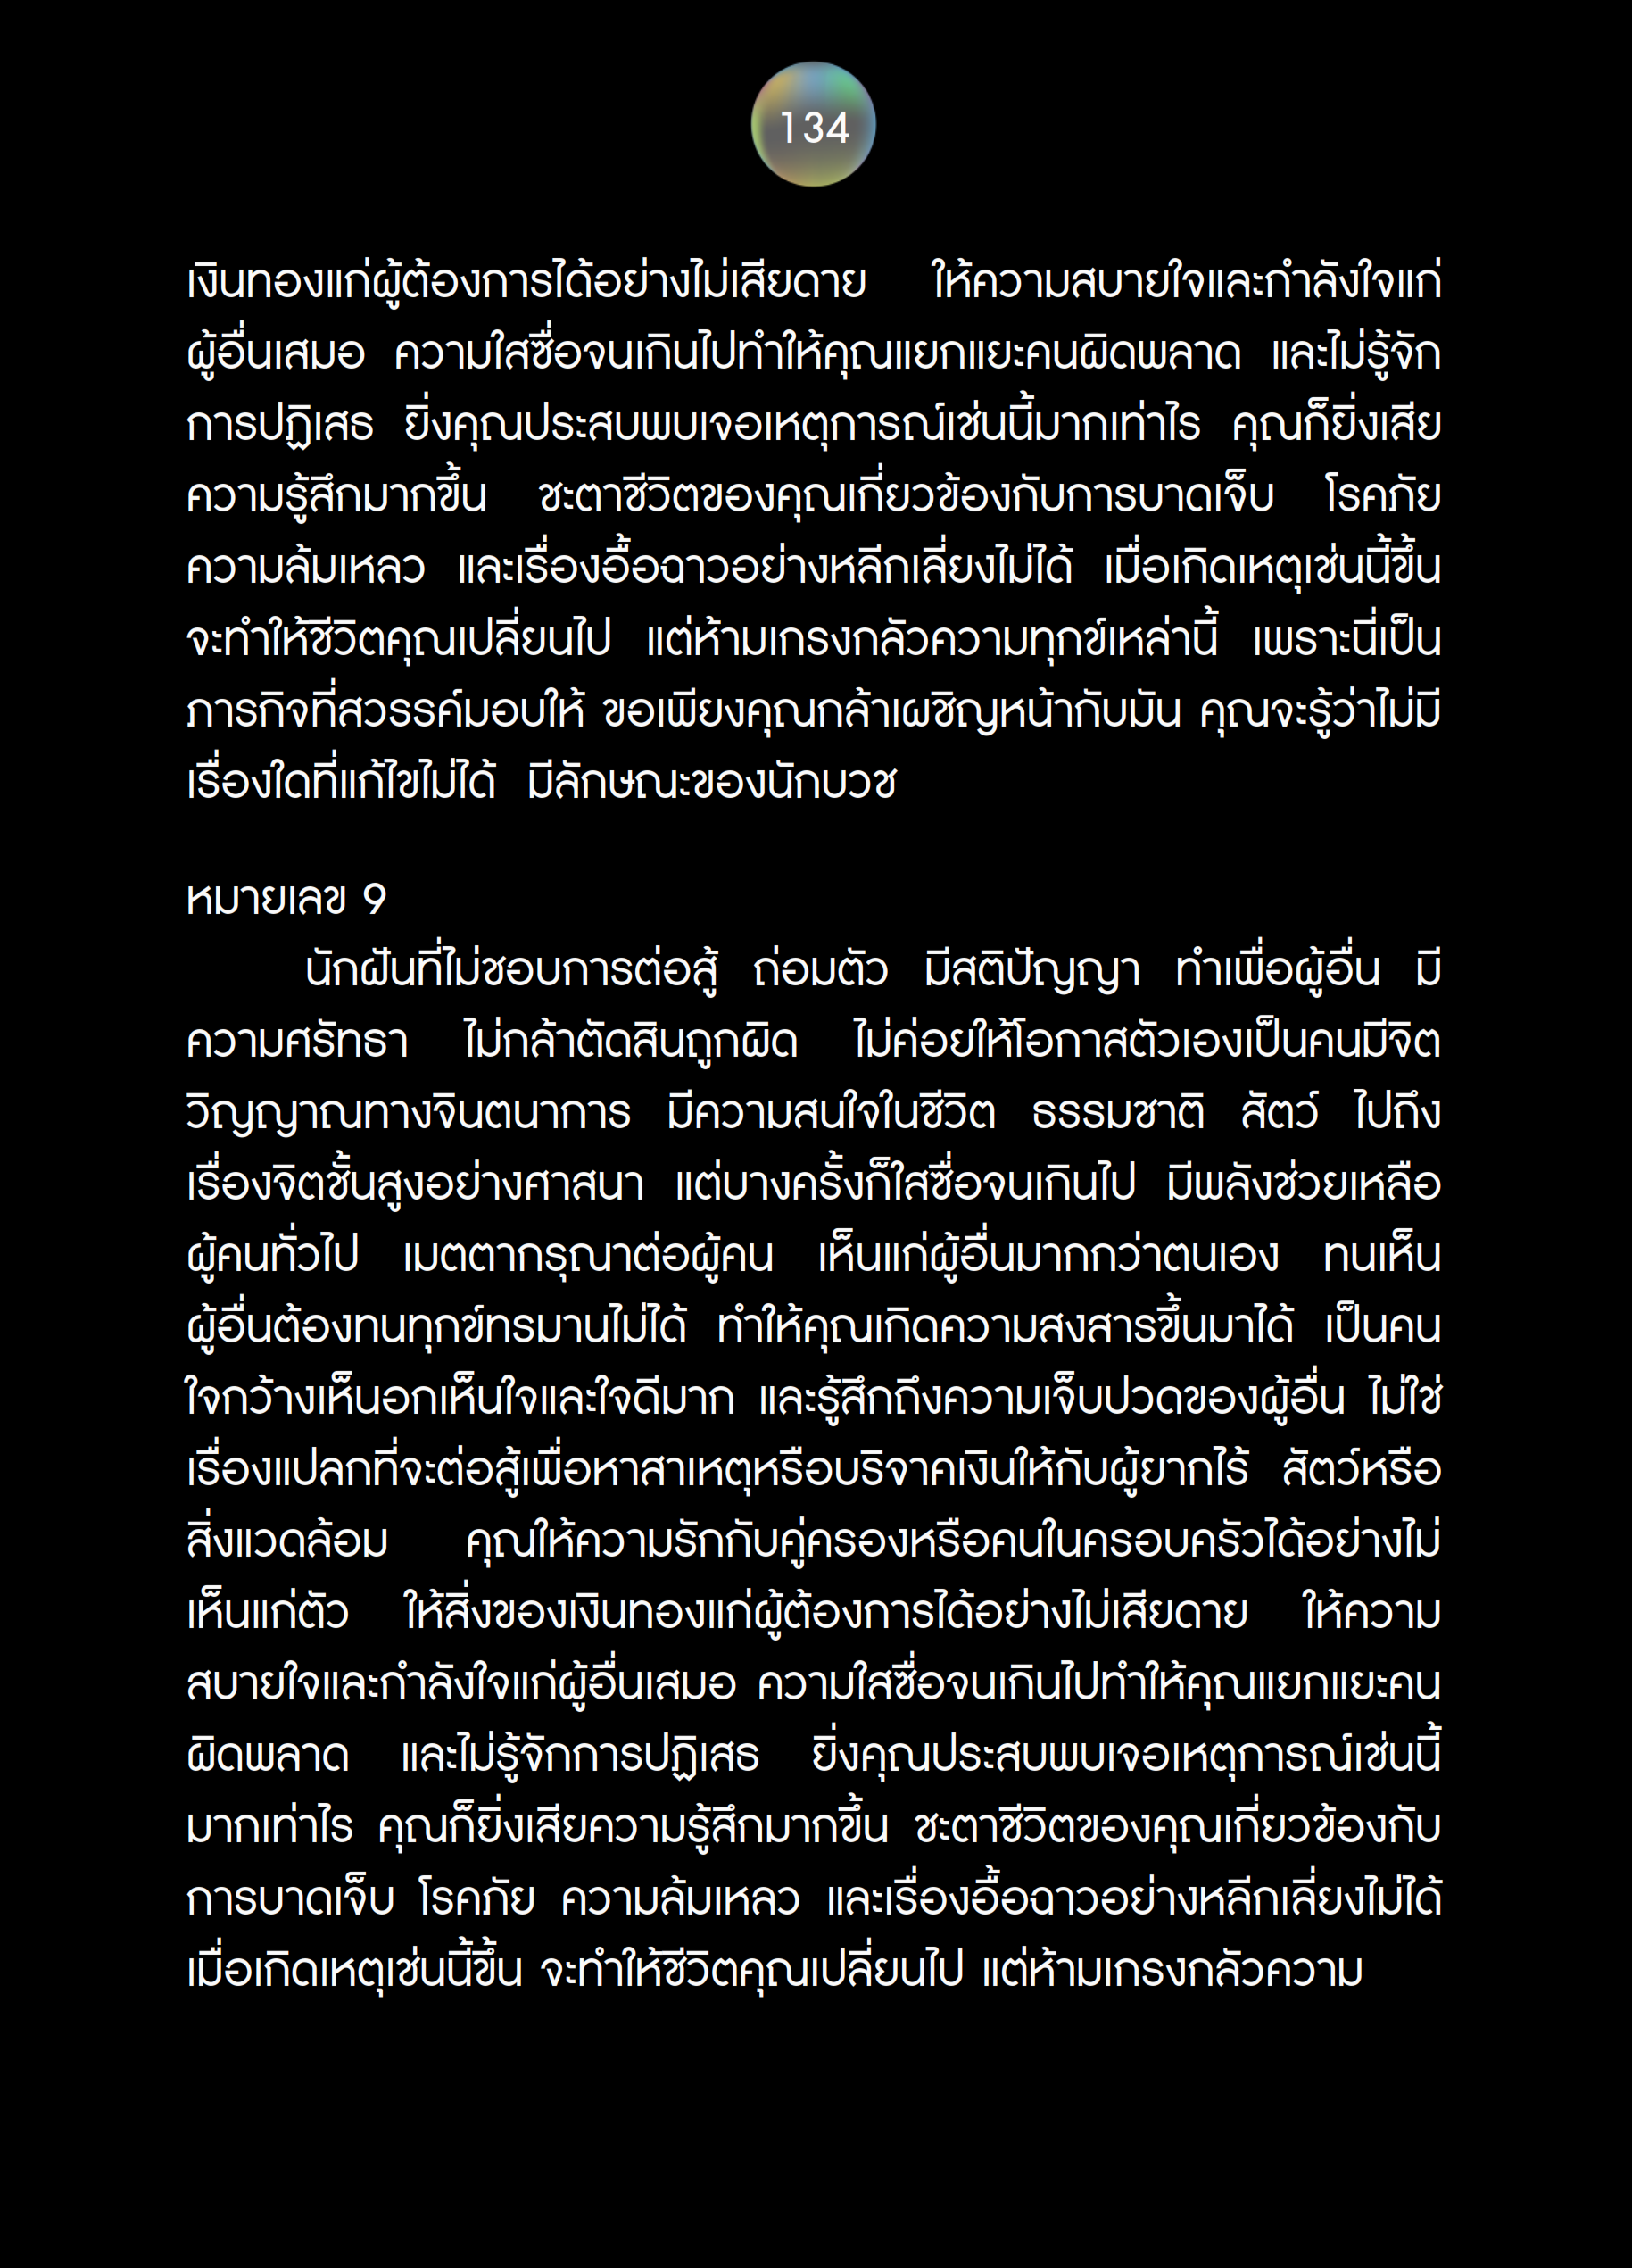 134
เงินทองแก่ผู้ต้องการได้อย่างไม่เสียดาย ให้ความสบายใจและกำลังใจแก่
ผู้อื่นเสมอ ความใสซื่อจนเกินไปทำให้คุณแยกแยะคนผิดพลาด และไม่รู้จัก
การปฏิเสธ ยิ่งคุณประสบพบเจอเหตุการณ์เช่นนี้มากเท่าไร คุณก็ยิ่งเสีย
ความรู้สึกมากขึ้น ชะตาชีวิตของคุณเกี่ยวข้องกับการบาดเจ็บ โรคภัย
ความล้มเหลว และเรื่องอื้อฉาวอย่างหลีกเลี่ยงไม่ได้ เมื่อเกิดเหตุเช่นนี้ขึ้น
จะทำให้ชีวิตคุณเปลี่ยนไป แต่ห้ามเกรงกลัวความทุกข์เหล่านี้ เพราะนี่เป็น
ภารกิจที่สวรรค์มอบให้ ขอเพียงคุณกล้าเผชิญหน้ากับมัน คุณจะรู้ว่าไม่มี
เรื่องใดที่แก้ไขไม่ได้ มีลักษณะของนักบวช
หมายเลข 9
นักฝันที่ไม่ชอบการต่อสู้ ถ่อมตัว มีสติปัญญา ทำเพื่อผู้อื่น มี
ความศรัทธา ไม่กล้าตัดสินถูกผิด ไม่ค่อยให้โอกาสตัวเองเป็นคนมีจิต
วิญญาณทางจินตนาการ มีความสนใจในชีวิต ธรรมชาติ สัตว์ ไปถึง
เรื่องจิตชั้นสูงอย่างศาสนา แต่บางครั้งก็ใสซื่อจนเกินไป มีพลังช่วยเหลือ
ผู้คนทั่วไป เมตตากรุณาต่อผู้คน เห็นแก่ผู้อื่นมากกว่าตนเอง ทนเห็น
ผู้อื่นต้องทนทุกข์ทรมานไม่ได้ ทำให้คุณเกิดความสงสารขึ้นมาได้ เป็นคน
ใจกว้างเห็นอกเห็นใจและใจดีมาก และรู้สึกถึงความเจ็บปวดของผู้อื่น ไม่ใช่
เรื่องแปลกที่จะต่อสู้เพื่อหาสาเหตุหรือบริจาคเงินให้กับผู้ยากไร้ สัตว์หรือ
สิ่งแวดล้อม คุณให้ความรักกับคู่ครองหรือคนในครอบครัวได้อย่างไม่
เห็นแก่ตัว ให้สิ่งของเงินทองแก่ผู้ต้องการได้อย่างไม่เสียดาย ให้ความ
สบายใจและกำลังใจแก่ผู้อื่นเสมอ ความใสซื่อจนเกินไปทำให้คุณแยกแยะคน
ผิดพลาด และไม่รู้จักการปฏิเสธ ยิ่งคุณประสบพบเจอเหตุการณ์เช่นนี้
มากเท่าไร คุณก็ยิ่งเสียความรู้สึกมากขึ้น ชะตาชีวิตของคุณเกี่ยวข้องกับ
การบาดเจ็บ โรคภัย ความล้มเหลว และเรื่องอื้อฉาวอย่างหลีกเลี่ยงไม่ได้
เมื่อเกิดเหตุเช่นนี้ขึ้น จะทำให้ชีวิตคุณเปลี่ยนไป แต่ห้ามเกรงกลัวความ